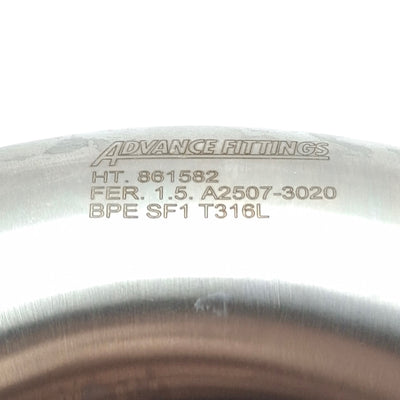 ADVANCE FITTINGS
HT. 861582
FER. 1.5. A2507-3020
BPE SF1 T316L